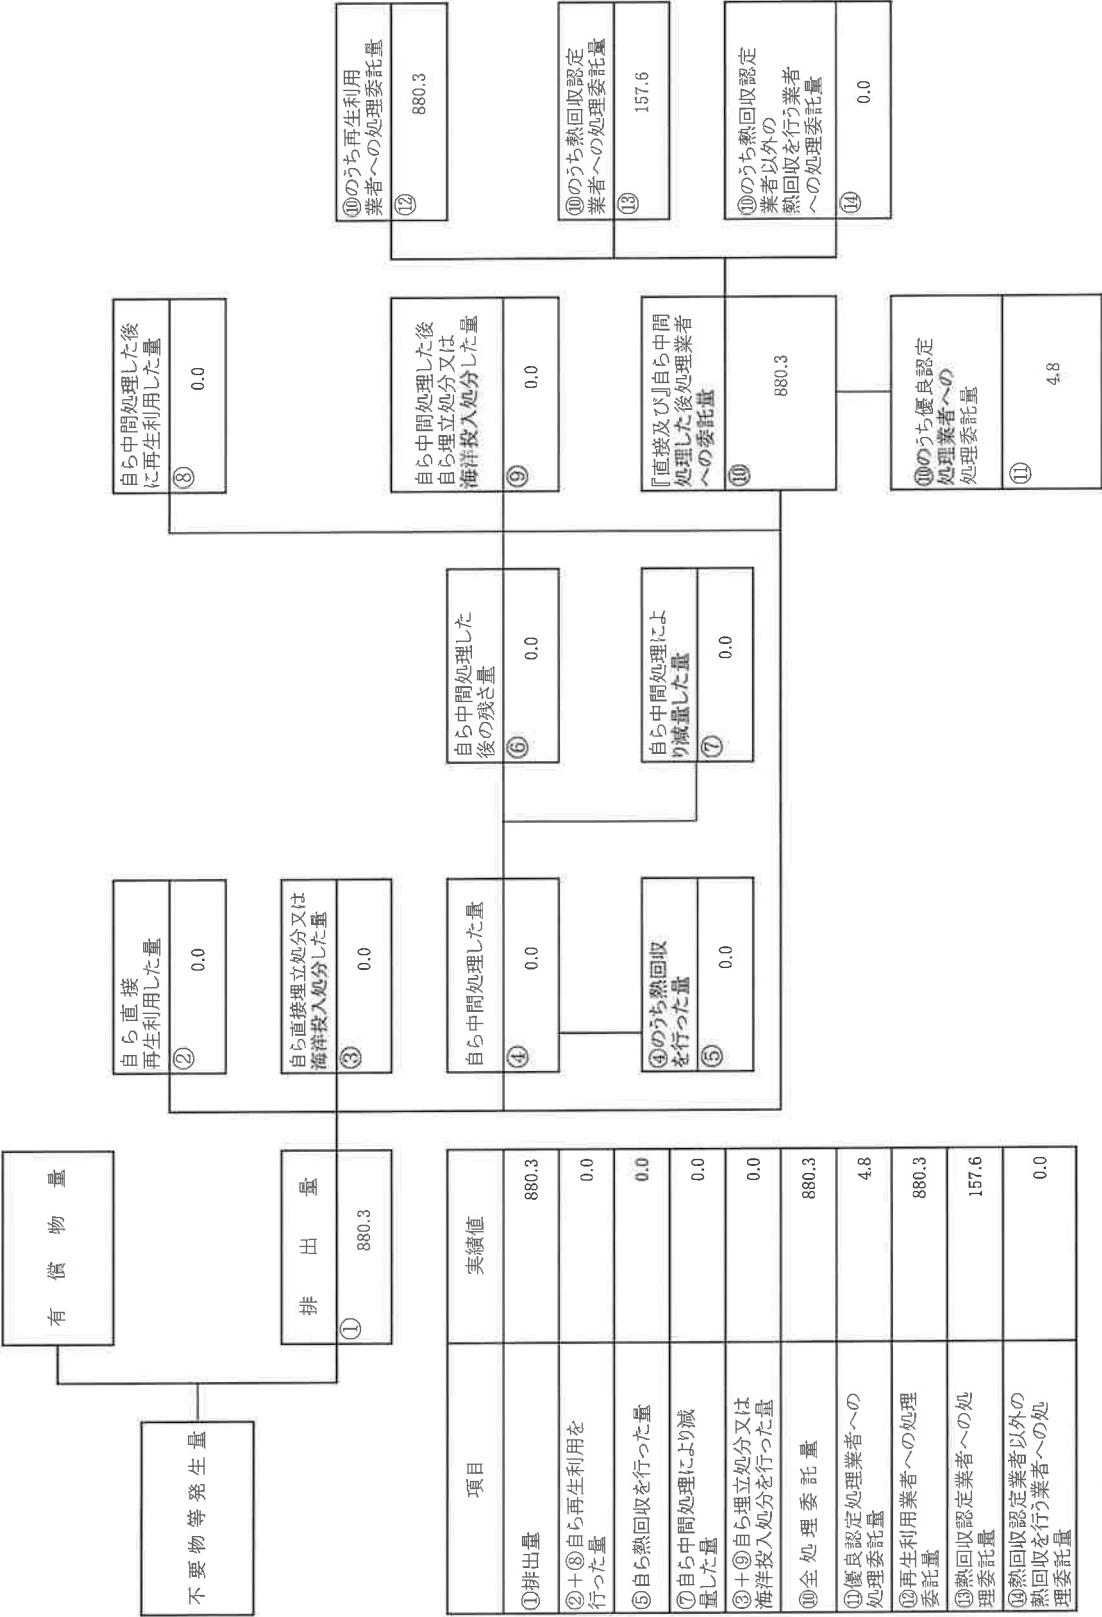 不要物等発生量
有償物量
排出量
①
880.3
自ら直接
再生利用した量
②
0.0
自ら直接埋立処分又は
海洋投入処分した量
③
0.0
自ら中間処理した量
④
0.0
④のうち熱回収
を行った量
⑤
0.0
自ら中間処理した
後の残さ量
⑥
0.0
自ら中間処理によ
り減量した量
⑦
0.0
自ら中間処理した後
に再生利用した量
⑧
0.0
自ら中間処理した後
自ら埋立処分又は
海洋投入処分した量
⑨
0.0
『直接及び』自ら中間
処理した後処理業者
への委託量
⑩
880.3
⑩のうち優良認定
処理業者への
処理委託量
⑪
4.8
⑩のうち再生利用
業者への処理委託量
⑫
880.3
⑩のうち熱回収認定
業者への処理委託量
⑬
157.6
⑩のうち熱回収認定
業者以外の
熱回収を行う業者
への処理委託量
⑭
0.0
項目
実績値
①排出量
880.3
②+⑧自ら再生利用を
行った量
0.0
⑤自ら熱回収を行った量
0.0
⑦自ら中間処理により減
量した量
0.0
③+⑨自ら埋立処分又は
海洋投入処分を行った量
0.0
⑩全処理委託量
880.3
⑪優良認定処理業者への
処理委託量
4.8
⑫再生利用業者への処理
委託量
880.3
⑬熱回収認定業者への処
理委託量
157.6
⑭熱回収認定業者以外の
熱回収を行う業者への処
理委託量
0.0